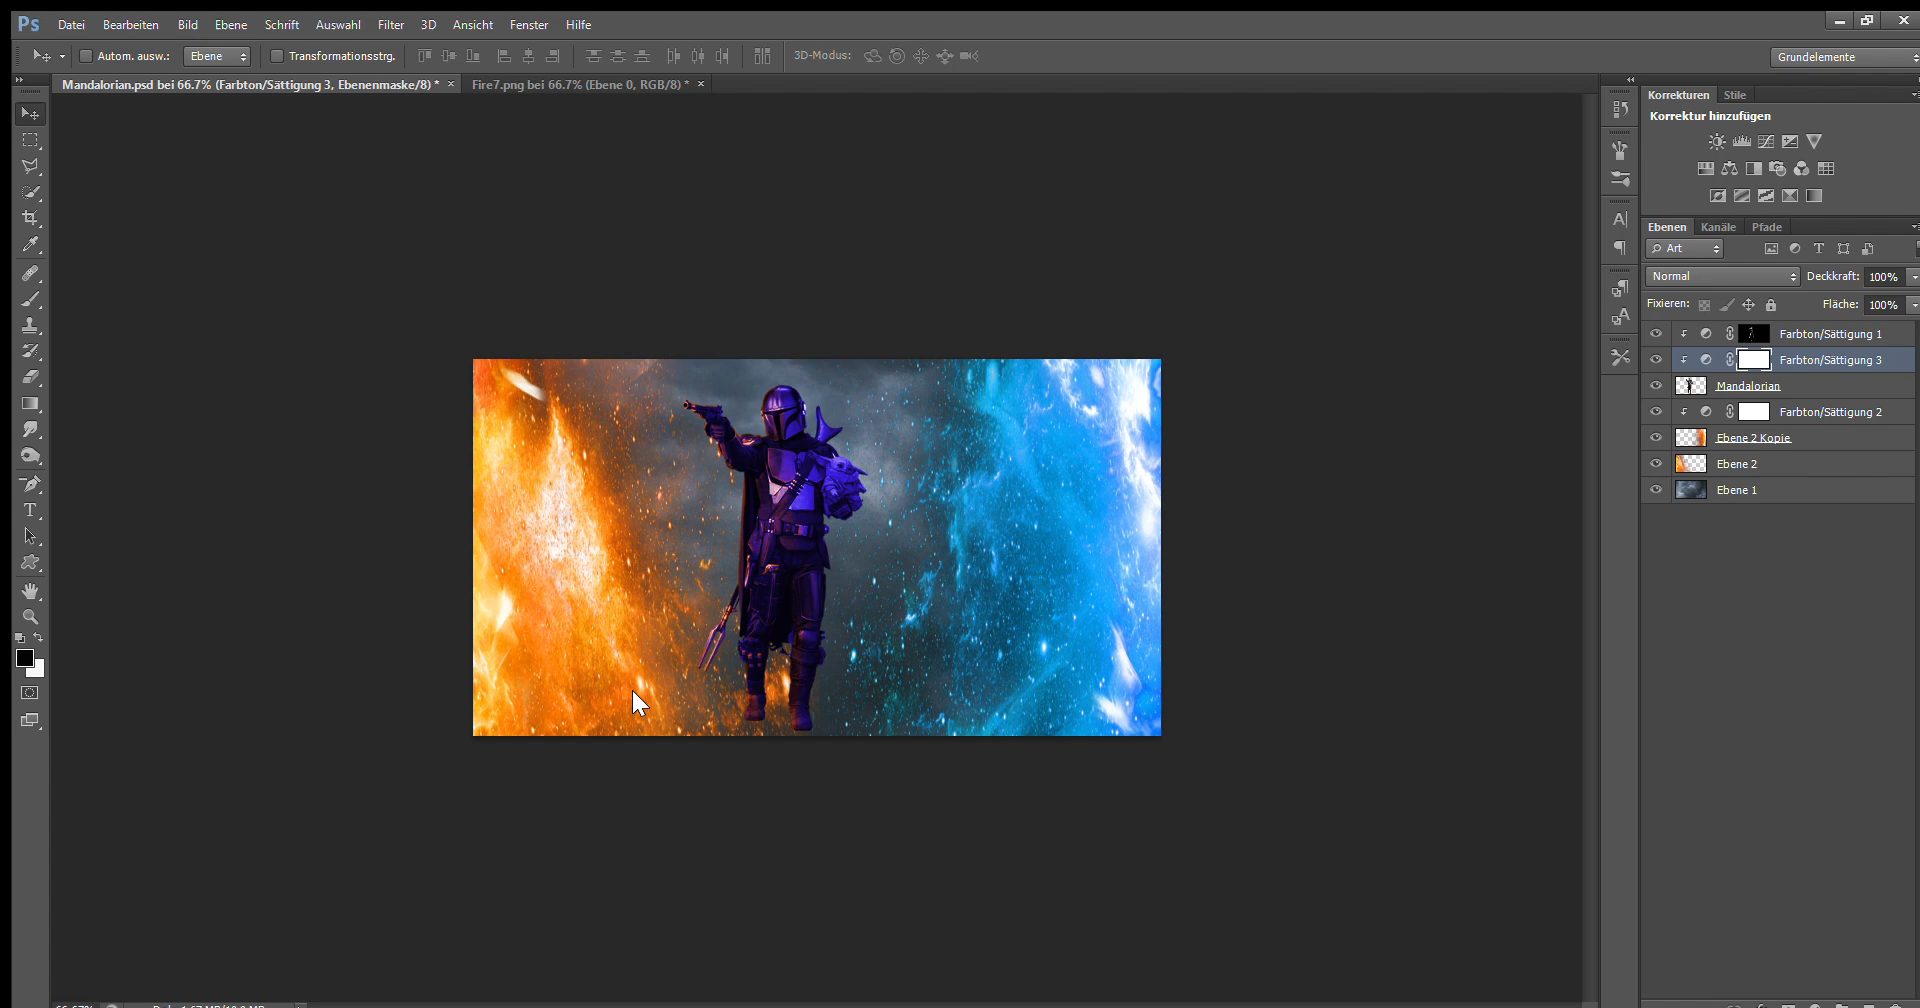 Ps Datei Bearbeiten Bild Ebene Schrift Auswahl Filter 3D Ansicht Fenster Hilfe
Autom. ausw.: Ebene Transformationsstrg. 3D-Modus: Grundelemente
Mandalorian.psd bei 66.7% (Farbton/Sättigung 3, Ebenenmaske/8) * × Fire7.png bei 66.7% (Ebene 0, RGB/8) * ×
Korrekturen Stile
Korrektur hinzufügen
Ebenen Kanäle Pfade
Art
Normal Deckkraft: 100%
Fixieren: Fläche: 100%
Farbton/Sättigung 1
Farbton/Sättigung 3
Mandalorian
Farbton/Sättigung 2
Ebene 2 Kopie
Ebene 2
Ebene 1